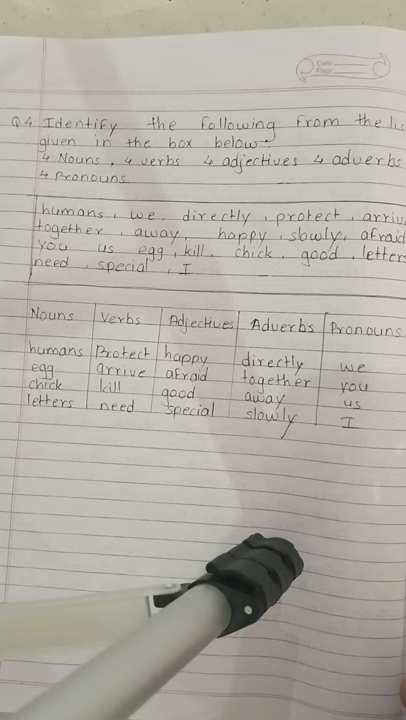 Date
Page
Q4 Identify the following from the lis
given in the box below:
4 Nouns, 4 verbs 4 adjectives 4 adverbs
4 Pronouns
humans, we, directly, protect, arrive
together, away, happy, slowly, afraid
you us egg, kill, chick, good, letters
need, special, I
Nouns Verbs Adjectives Adverbs Pronouns
humans Protect happy directly we
egg arrive afraid together you
chick kill good away us
letters need special slowly I